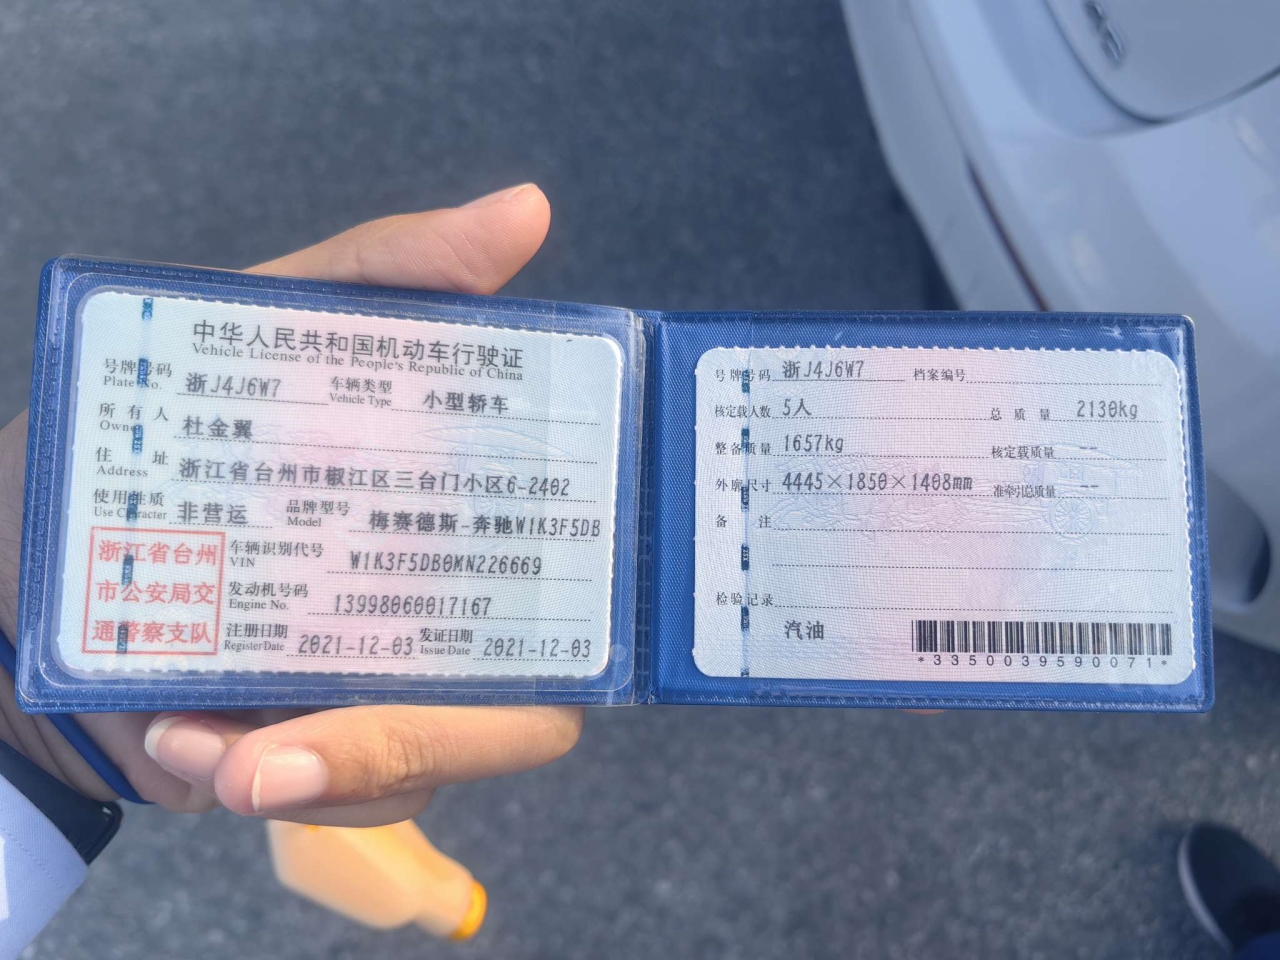 中华人民共和国机动车行驶证
Vehicle License of the People's Republic of China
号牌号码 浙J4J6W7 车辆类型 小型轿车
Plate No. Vehicle Type
所有人 杜金翼
Owner
住址 浙江省台州市椒江区三台门小区6-2402
Address
使用性质 非营运 品牌型号 梅赛德斯-奔驰W1K3F5DB
Use Character Model
浙江省台州
市公安局交
通警察支队
车辆识别代号 W1K3F5DB0MN226669
VIN
发动机号码 13998060017167
Engine No.
注册日期 2021-12-03 发证日期 2021-12-03
Register Date Issue Date
号牌号码 浙J4J6W7 档案编号
核定载人数 5人 总质量 2130kg
整备质量 1657kg 核定载质量 --
外廓尺寸 4445×1850×1408mm 准牵引总质量 --
备注
检验记录
汽油
*3350039590071*